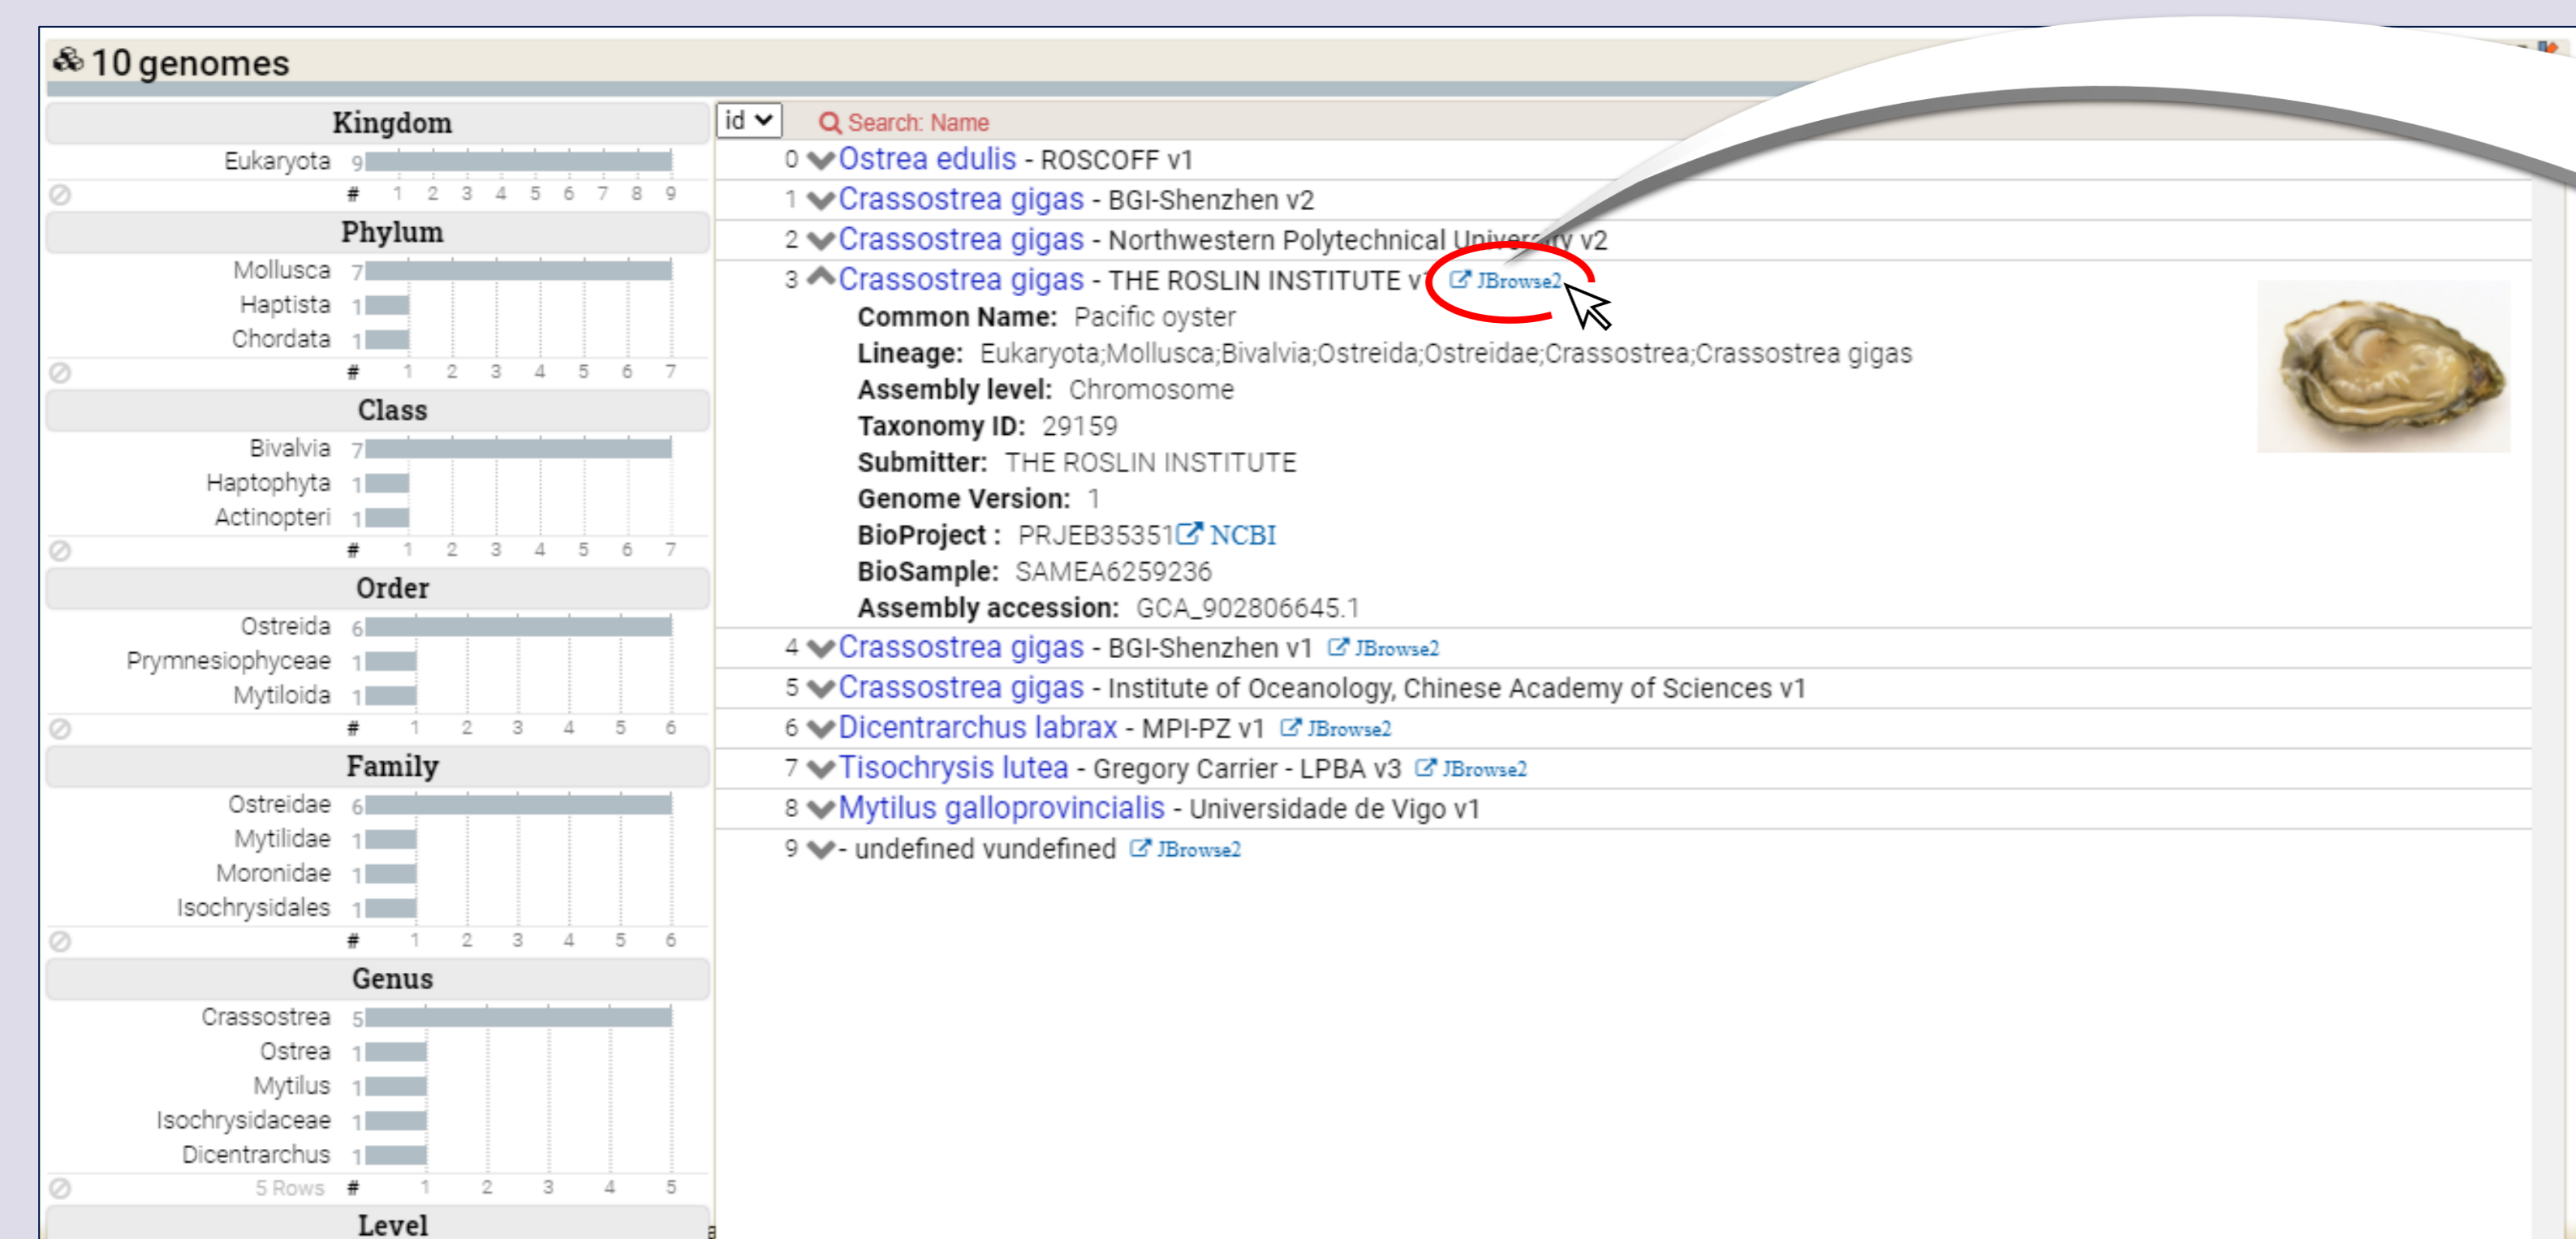 10 genomes
Kingdom
Eukaryota 9
# 1 2 3 4 5 6 7 8 9
Phylum
Mollusca 7
Haptista 1
Chordata 1
# 1 2 3 4 5 6 7
Class
Bivalvia 7
Haptophyta 1
Actinopteri 1
# 1 2 3 4 5 6 7
Order
Ostreida 6
Prymnesiophyceae 1
Mytiloida 1
# 1 2 3 4 5 6
Family
Ostreidae 6
Mytilidae 1
Moronidae 1
Isochrysidales 1
# 1 2 3 4 5 6
Genus
Crassostrea 5
Ostrea 1
Mytilus 1
Isochrysidaceae 1
Dicentrarchus 1
5 Rows # 1 2 3 4 5
Level
id Search: Name
0 Ostrea edulis - ROSCOFF v1
1 Crassostrea gigas - BGI-Shenzhen v2
2 Crassostrea gigas - Northwestern Polytechnical University v2
3 Crassostrea gigas - THE ROSLIN INSTITUTE v1 JBrowse2
Common Name: Pacific oyster
Lineage: Eukaryota;Mollusca;Bivalvia;Ostreida;Ostreidae;Crassostrea;Crassostrea gigas
Assembly level: Chromosome
Taxonomy ID: 29159
Submitter: THE ROSLIN INSTITUTE
Genome Version: 1
BioProject : PRJEB35351 NCBI
BioSample: SAMEA6259236
Assembly accession: GCA_902806645.1
4 Crassostrea gigas - BGI-Shenzhen v1 JBrowse2
5 Crassostrea gigas - Institute of Oceanology, Chinese Academy of Sciences v1
6 Dicentrarchus labrax - MPI-PZ v1 JBrowse2
7 Tisochrysis lutea - Gregory Carrier - LPBA v3 JBrowse2
8 Mytilus galloprovincialis - Universidade de Vigo v1
9 - undefined vundefined JBrowse2